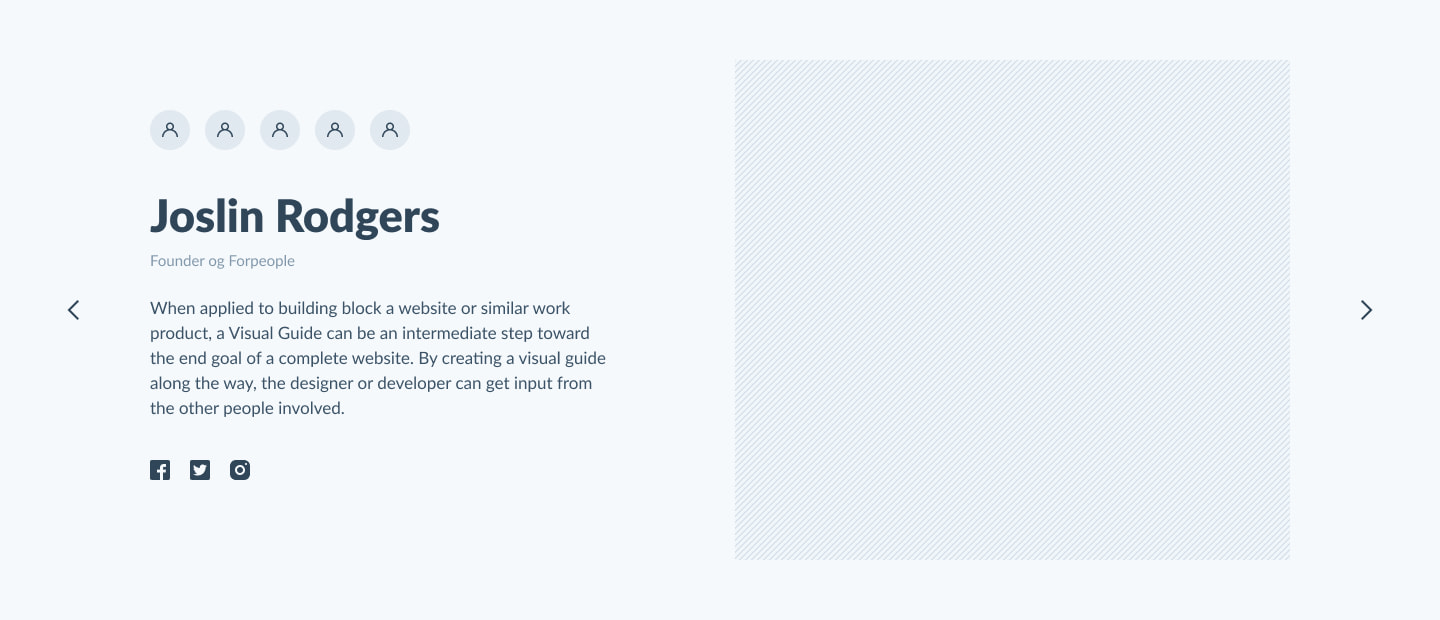 Joslin Rodgers
Founder og Forpeople
When applied to building block a website or similar work
product, a Visual Guide can be an intermediate step toward
the end goal of a complete website. By creating a visual guide
along the way, the designer or developer can get input from
the other people involved.